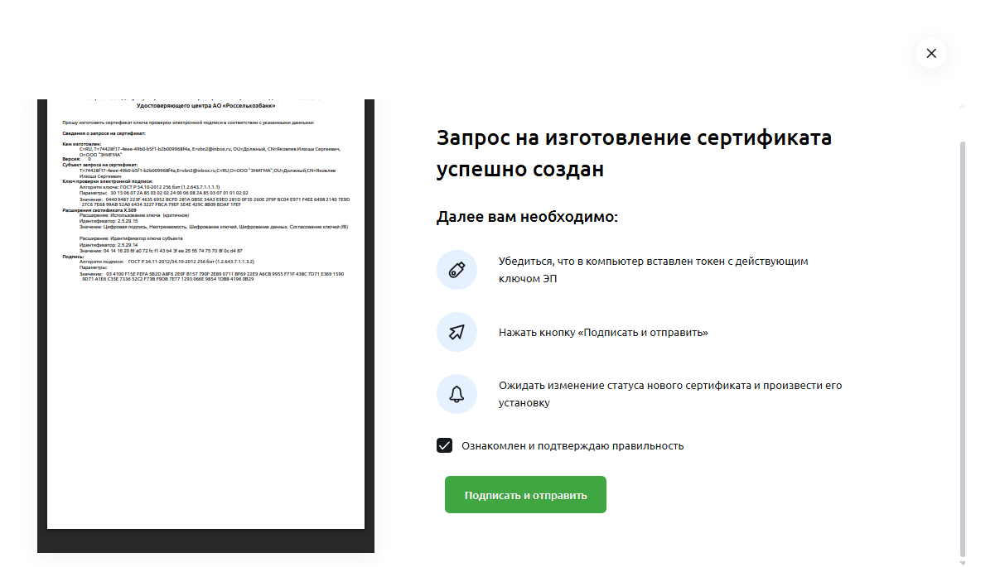 Удостоверяющего центра АО «Россельхозбанк»
Прошу изготовить сертификат ключа проверки электронной подписи в соответствии с указанными данными:
Сведения о запросе на сертификат:
Кем изготовлен:
C=RU, T=74428f17-4eee-49b0-b5f1-b2b009968f4a, E=vbn2@inbox.ru, OU=Должный, CN=Яковлев Илюша Сергеевич,
O=ООО "ЭНИГМА"
Версия: 0
Субъект запроса на сертификат:
T=74428f17-4eee-49b0-b5f1-b2b009968f4a,E=vbn2@inbox.ru,C=RU,O=ООО "ЭНИГМА",OU=Должный,CN=Яковлев
Илюша Сергеевич
Ключ проверки электронной подписи:
Алгоритм ключа: ГОСТ Р 34.10-2012 256 бит (1.2.643.7.1.1.1.1)
Параметры: 30 13 06 07 2A 85 03 02 02 24 00 06 08 2A 85 03 07 01 01 02 02
Значение: 0440 9487 223F 4635 6952 BCFD 281A 0B5E 34A3 E9ED 281D 0F35 260E 2F9F BC04 E971 F4EE 6498 2140 7E9D
27C6 7E68 99AB 52A0 6434 3227 FBCA 79EF 5E4E 429C 8B09 BDAF 1FEF
Расширения сертификата X.509
Расширение: Использование ключа (критичное)
Идентификатор: 2.5.29.15
Значение: Цифровая подпись, Неотрекаемость, Шифрование ключей, Шифрование данных, Согласование ключей (f8)
Расширение: Идентификатор ключа субъекта
Идентификатор: 2.5.29.14
Значение: 04 14 16 20 8f a0 72 fc f1 43 b4 3f ee 25 55 74 75 70 8f 0c d4 87
Подпись:
Алгоритм подписи: ГОСТ Р 34.11-2012/34.10-2012 256 бит (1.2.643.7.1.1.3.2)
Параметры:
Значение: 03 4100 F15E FEFA 5B2D A8F6 2E0F B157 790F 2E89 0711 BF69 22E9 A6CB 9955 F71F 438C 7D71 E369 1590
9D71 A1E6 C35E 7336 52C2 F73B F9DB 7E77 1293 066E 9854 1DB8 4196 0B29
Запрос на изготовление сертификата
успешно создан
Далее вам необходимо:
Убедиться, что в компьютер вставлен токен с действующим
ключом ЭП
Нажать кнопку «Подписать и отправить»
Ожидать изменение статуса нового сертификата и произвести его
установку
Ознакомлен и подтверждаю правильность
Подписать и отправить